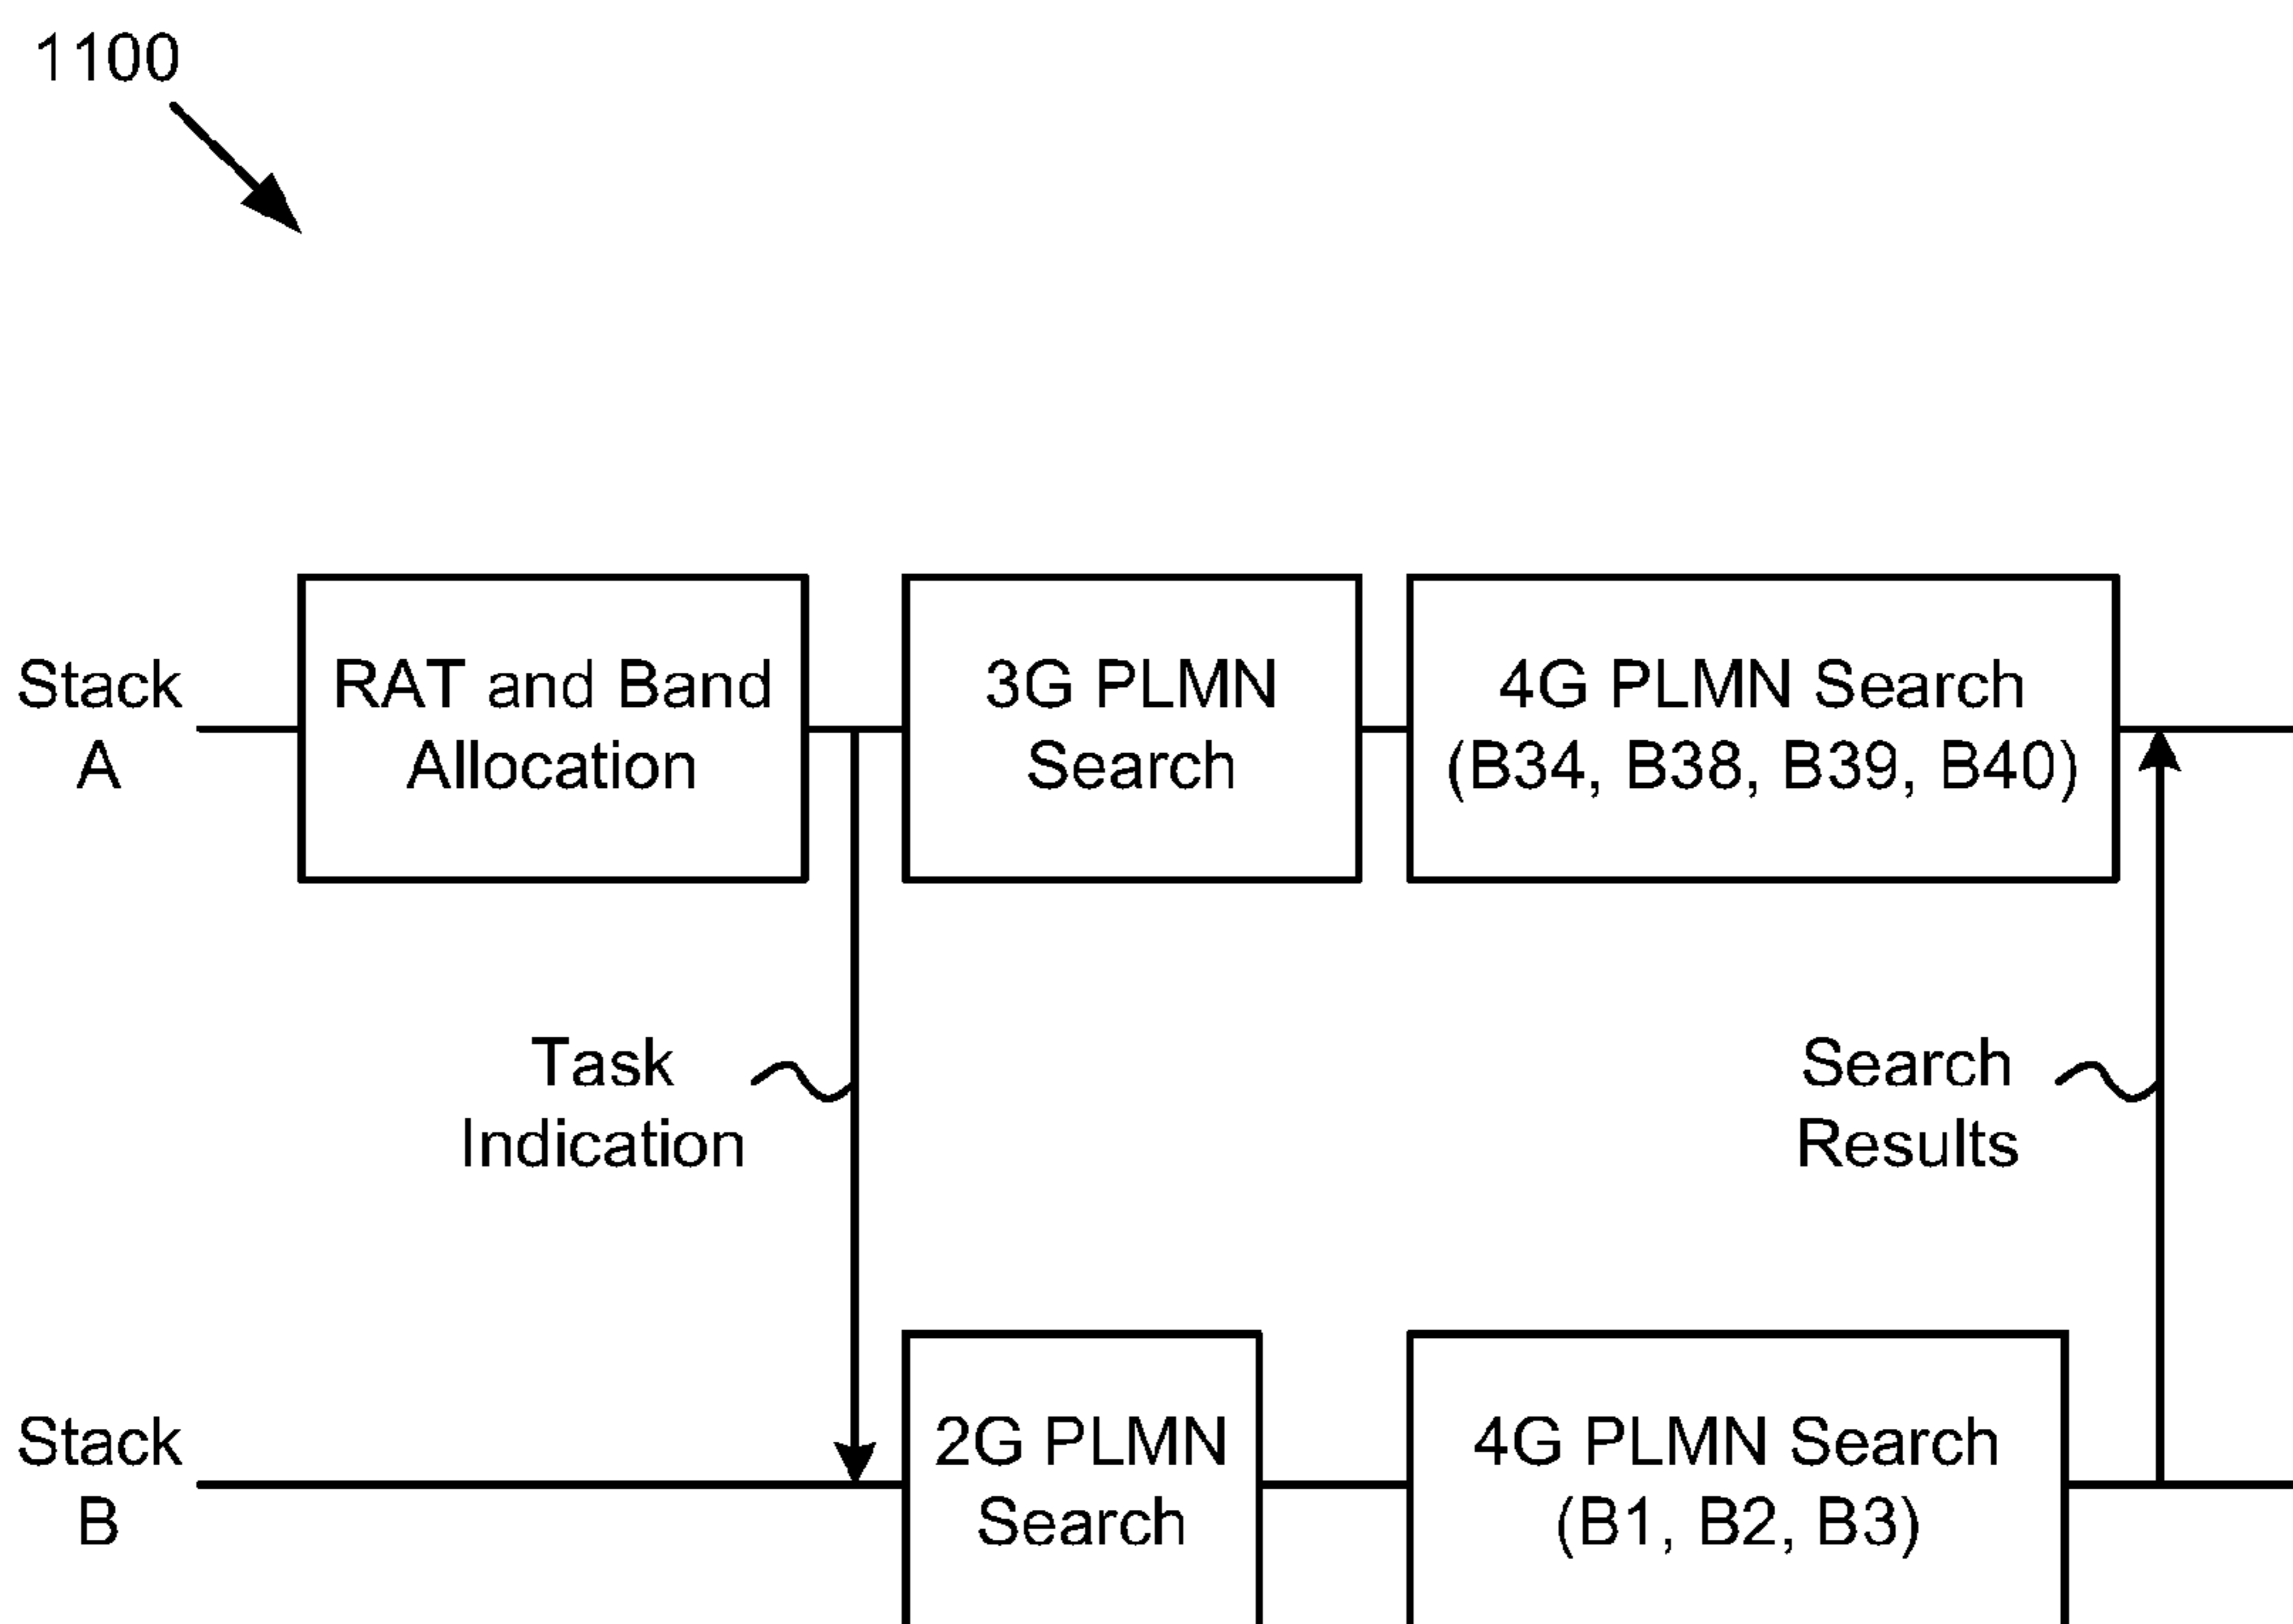 1100
Stack
A
RAT and Band
Allocation
3G PLMN
Search
4G PLMN Search
(B34, B38, B39, B40)
Task
Indication
Search
Results
Stack
B
2G PLMN
Search
4G PLMN Search
(B1, B2, B3)